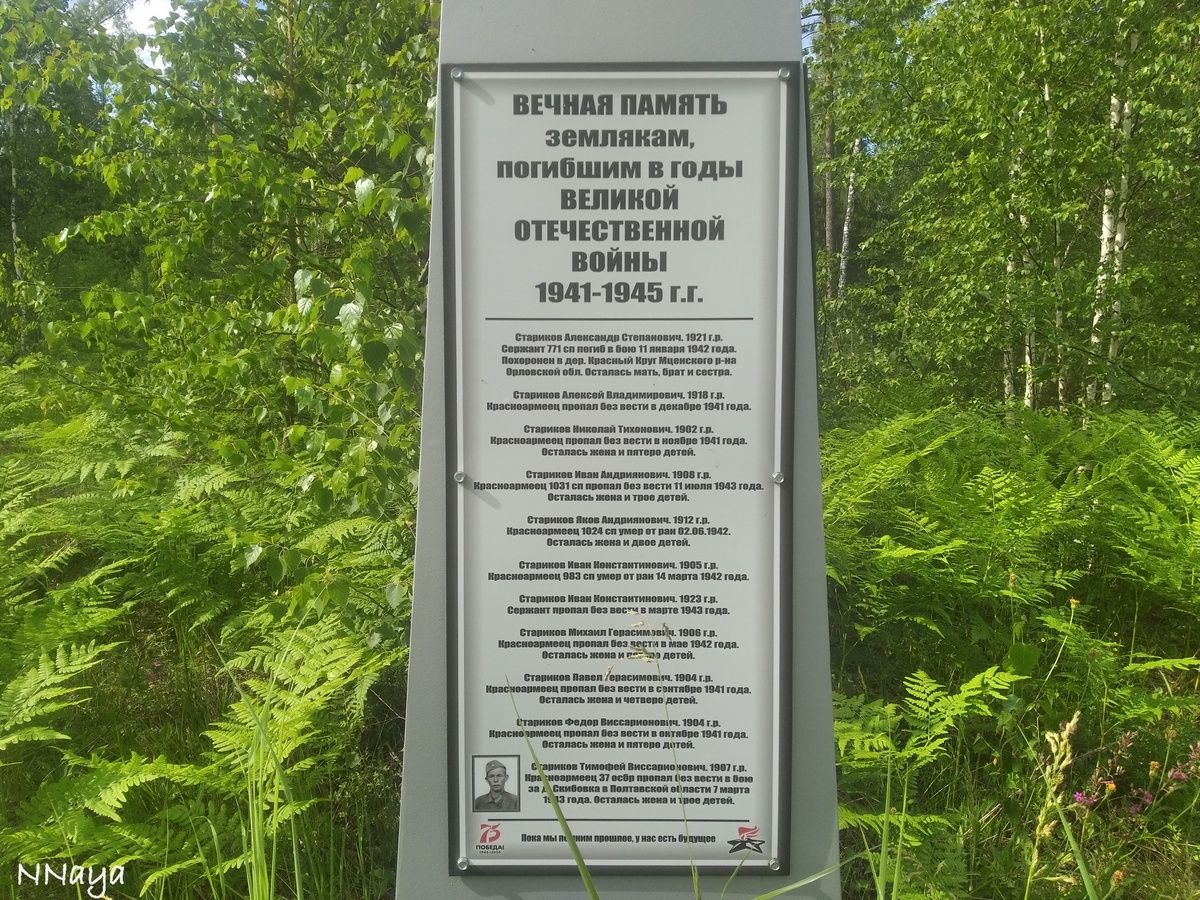 ВЕЧНАЯ ПАМЯТЬ
землякам,
погибшим в годы
ВЕЛИКОЙ
ОТЕЧЕСТВЕННОЙ
ВОЙНЫ
1941-1945 г.г.
Стариков Александр Степанович. 1921 г.р.
Сержант 771 сп погиб в бою 11 января 1942 года.
Похоронен в дер. Красный Круг Мценского р-на
Орловской обл. Осталась мать, брат и сестра.
Стариков Алексей Владимирович. 1918 г.р.
Красноармеец пропал без вести в декабре 1941 года.
Стариков Николай Тихонович. 1902 г.р.
Красноармеец пропал без вести в ноябре 1941 года.
Осталась жена и пятеро детей.
Стариков Иван Андриянович. 1908 г.р.
Красноармеец 1031 сп пропал без вести 11 июля 1943 года.
Осталась жена и трое детей.
Стариков Яков Андриянович. 1912 г.р.
Красноармеец 1024 сп умер от ран 02.06.1942.
Осталась жена и двое детей.
Стариков Иван Константинович. 1905 г.р.
Красноармеец 983 сп умер от ран 14 марта 1942 года.
Стариков Иван Константинович. 1923 г.р.
Сержант пропал без вести в марте 1943 года.
Стариков Михаил Герасимович. 1906 г.р.
Красноармеец пропал без вести в мае 1942 года.
Осталась жена и пятеро детей.
Стариков Павел Герасимович. 1904 г.р.
Красноармеец пропал без вести в сентябре 1941 года.
Осталась жена и четверо детей.
Стариков Федор Виссарионович. 1904 г.р.
Красноармеец пропал без вести в октябре 1941 года.
Осталась жена и пятеро детей.
Стариков Тимофей Виссарионович. 1907 г.р.
Красноармеец 37 осбр пропал без вести в бою
за д.Скибовка в Полтавской области 7 марта
1943 года. Осталась жена и трое детей.
75
ПОБЕДА!
1945-2020
Пока мы помним прошлое, у нас есть будущее
NNaya